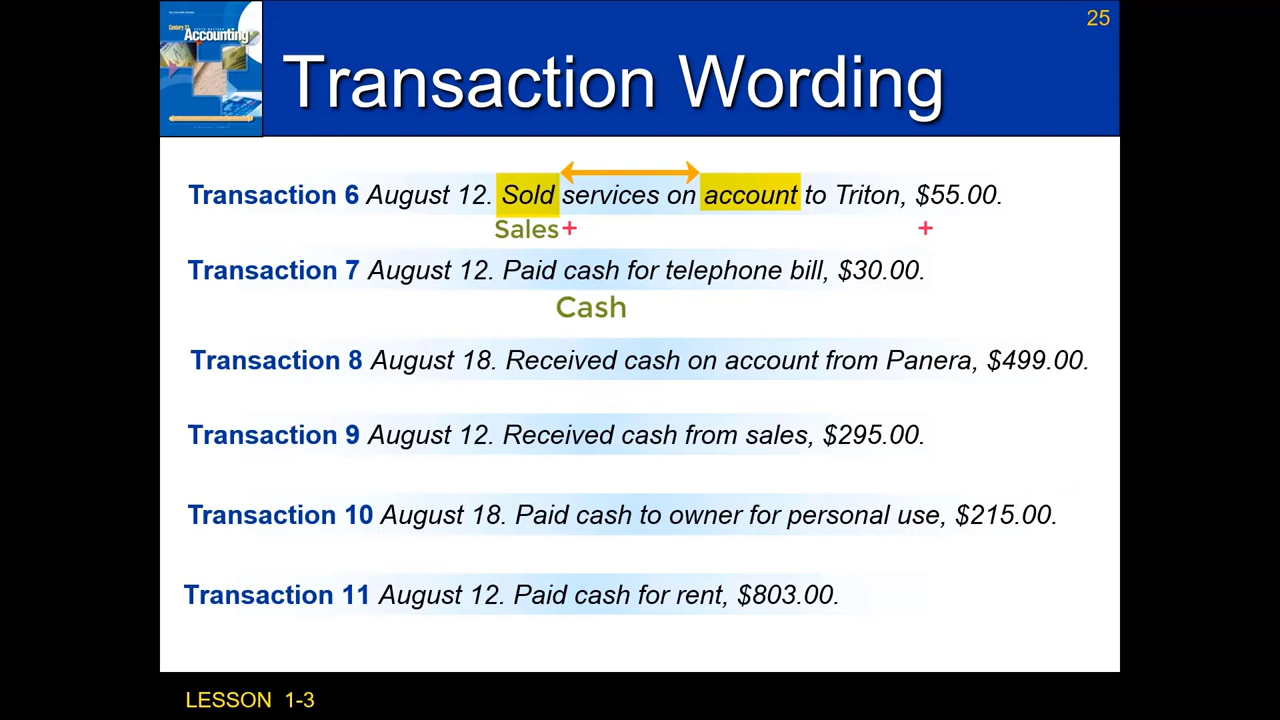 25
Century 21
Accounting
Transaction Wording
Transaction 6 August 12. Sold services on account to Triton, $55.00.
Sales+ +
Transaction 7 August 12. Paid cash for telephone bill, $30.00.
Cash
Transaction 8 August 18. Received cash on account from Panera, $499.00.
Transaction 9 August 12. Received cash from sales, $295.00.
Transaction 10 August 18. Paid cash to owner for personal use, $215.00.
Transaction 11 August 12. Paid cash for rent, $803.00.
LESSON 1-3